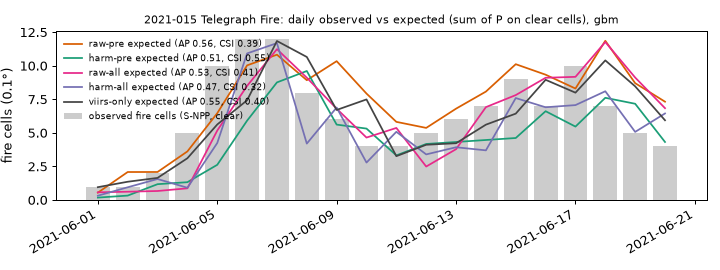 2021-015 Telegraph Fire: daily observed vs expected (sum of P on clear cells), gbm
fire cells (0.1°)
12.5
10.0
7.5
5.0
2.5
0.0
raw-pre expected (AP 0.56, CSI 0.39)
harm-pre expected (AP 0.51, CSI 0.55)
raw-all expected (AP 0.53, CSI 0.41)
harm-all expected (AP 0.47, CSI 0.32)
viirs-only expected (AP 0.55, CSI 0.40)
observed fire cells (S-NPP, clear)
2021-06-01
2021-06-05
2021-06-09
2021-06-13
2021-06-17
2021-06-21